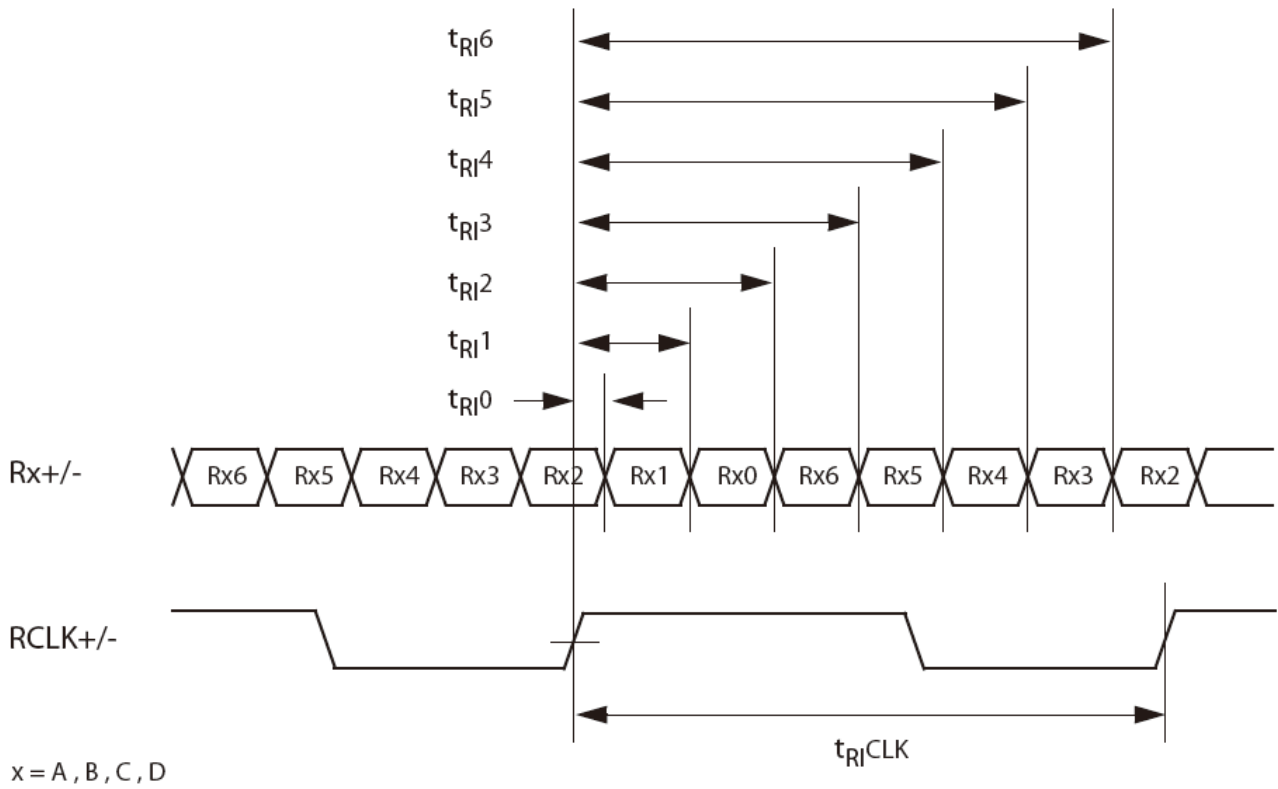 tRI6
tRI5
tRI4
tRI3
tRI2
tRI1
tRI0
Rx+/- Rx6 Rx5 Rx4 Rx3 Rx2 Rx1 Rx0 Rx6 Rx5 Rx4 Rx3 Rx2
RCLK+/-
tRICLK
x = A , B , C , D